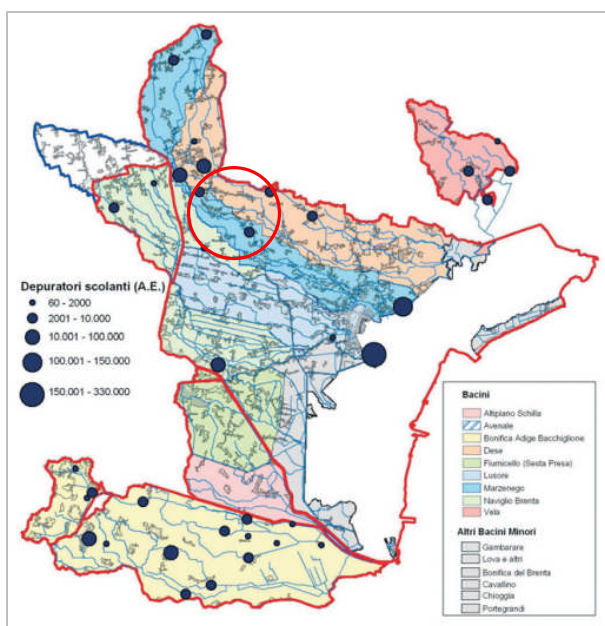 Depuratori scolanti (A.E.)
60 - 2000
2001 - 10.000
10.001 - 100.000
100.001 - 150.000
150.001 - 330.000
Bacini
Altipiano Schilla
Avenale
Bonifica Adige Bacchiglione
Dese
Fiumicello (Sesta Presa)
Lusore
Marzenego
Naviglio Brenta
Vela
Altri Bacini Minori
Gambarare
Lova e altri
Bonifica del Brenta
Cavallino
Chioggia
Portegrandi